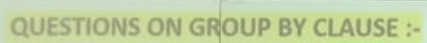 QUESTIONS ON GROUP BY CLAUSE :-